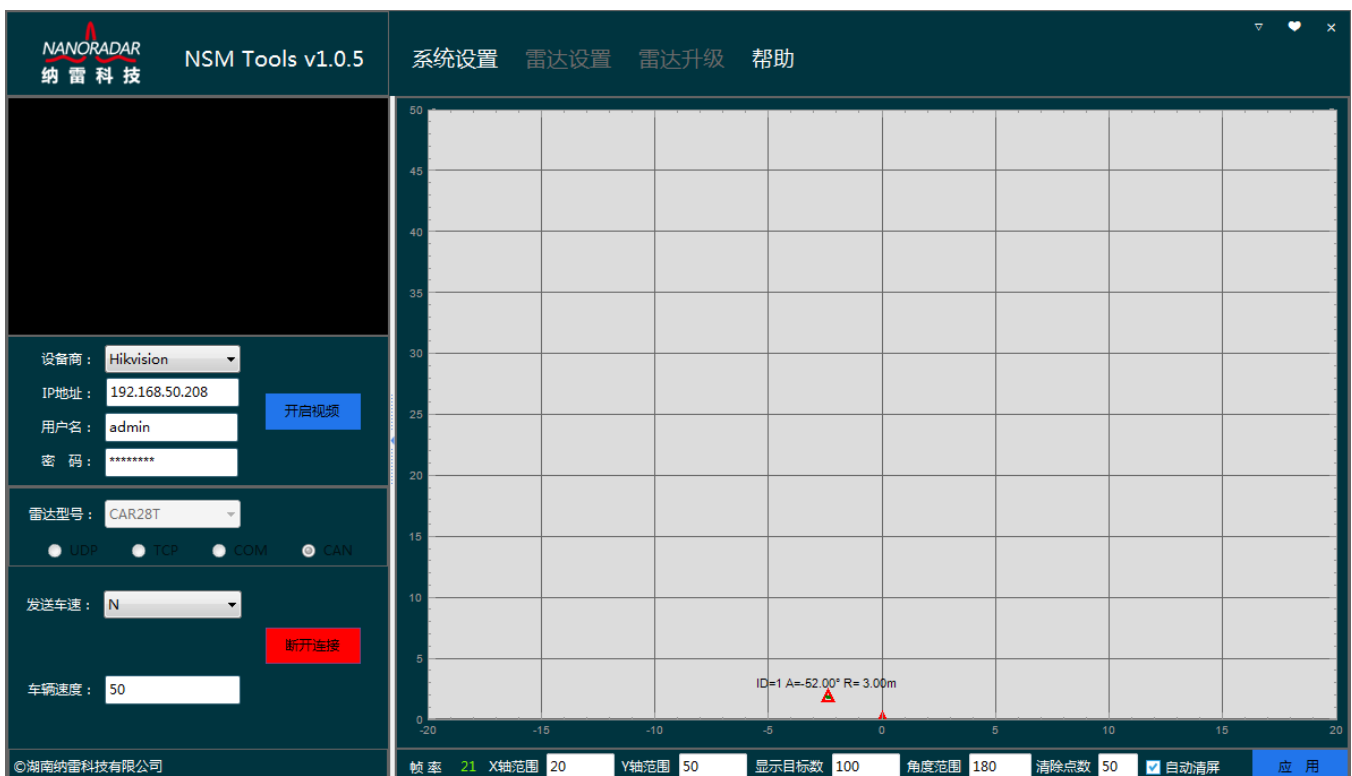 NANORADAR
纳雷科技
NSM Tools v1.0.5
系统设置 雷达设置 雷达升级 帮助
设备商： Hikvision
IP地址： 192.168.50.208
开启视频
用户名： admin
密 码： ********
雷达型号： CAR28T
UDP TCP COM CAN
发送车速： N
断开连接
车辆速度： 50
©湖南纳雷科技有限公司
50
45
40
35
30
25
20
15
10
5
0
ID=1 A=-52.00° R= 3.00m
-20 -15 -10 -5 0 5 10 15 20
帧 率 21 X轴范围 20 Y轴范围 50 显示目标数 100 角度范围 180 清除点数 50 自动清屏 应 用